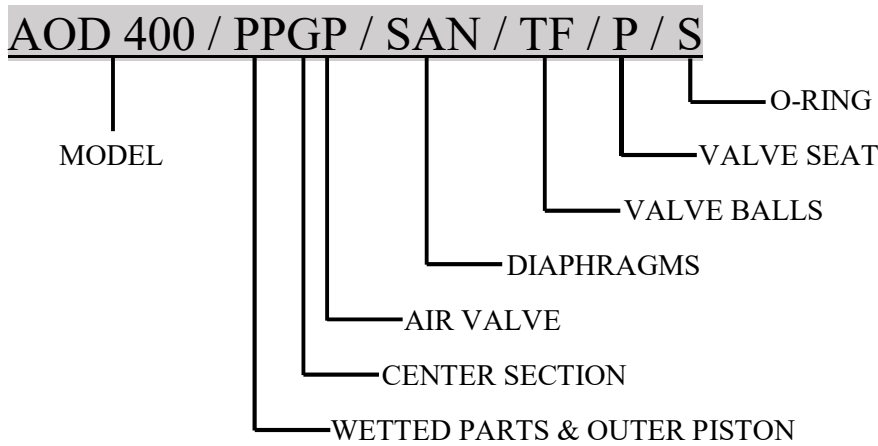 AOD 400 / PPGP / SAN / TF / P / S
O-RING
MODEL
VALVE SEAT
VALVE BALLS
DIAPHRAGMS
AIR VALVE
CENTER SECTION
WETTED PARTS & OUTER PISTON